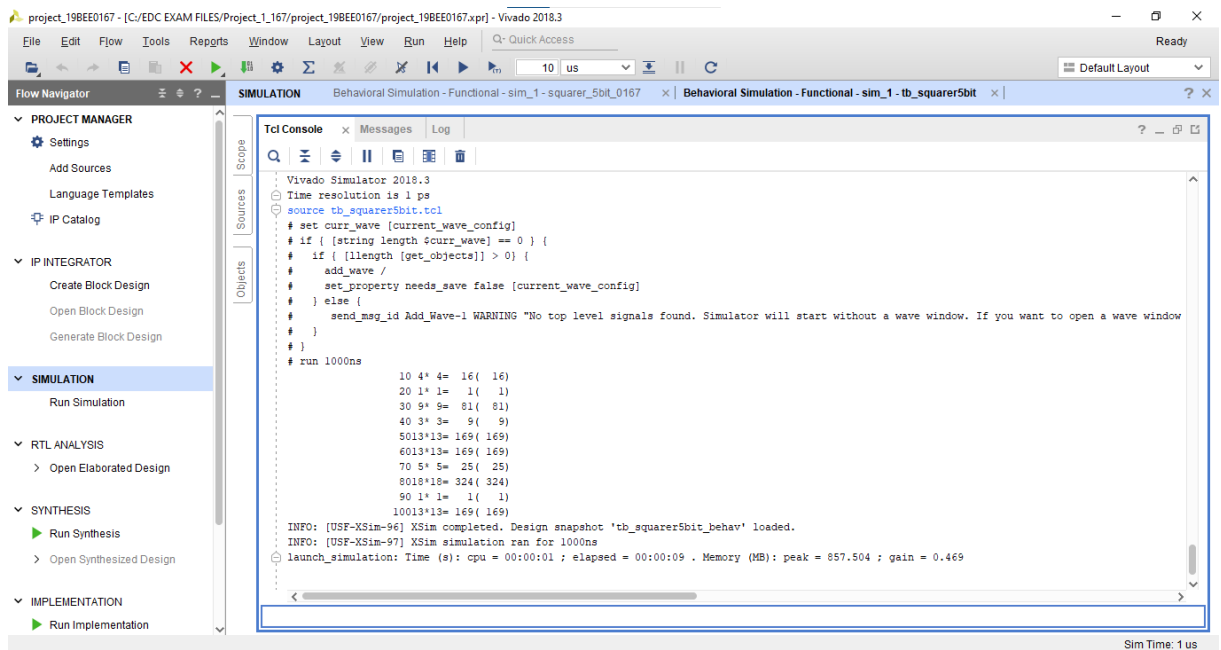 project_19BEE0167 - [C:/EDC EXAM FILES/Project_1_167/project_19BEE0167/project_19BEE0167.xpr] - Vivado 2018.3
File Edit Flow Tools Reports Window Layout View Run Help Q- Quick Access Ready
10 us Default Layout
Flow Navigator ? SIMULATION Behavioral Simulation - Functional - sim_1 - squarer_5bit_0167 × Behavioral Simulation - Functional - sim_1 - tb_squarer5bit × ? ×
PROJECT MANAGER
Settings
Add Sources
Language Templates
IP Catalog
IP INTEGRATOR
Create Block Design
Open Block Design
Generate Block Design
SIMULATION
Run Simulation
RTL ANALYSIS
Open Elaborated Design
SYNTHESIS
Run Synthesis
Open Synthesized Design
IMPLEMENTATION
Run Implementation
Scope
Sources
Objects
Tcl Console × Messages Log ?
Vivado Simulator 2018.3
Time resolution is 1 ps
source tb_squarer5bit.tcl
# set curr_wave [current_wave_config]
# if { [string length $curr_wave] == 0 } {
#   if { [llength [get_objects]] > 0} {
#     add_wave /
#     set_property needs_save false [current_wave_config]
#   } else {
#      send_msg_id Add_Wave-1 WARNING "No top level signals found. Simulator will start without a wave window. If you want to open a wave window
#   }
# }
# run 1000ns
10 4* 4=  16(  16)
20 1* 1=   1(   1)
30 9* 9=  81(  81)
40 3* 3=   9(   9)
5013*13= 169( 169)
6013*13= 169( 169)
70 5* 5=  25(  25)
8018*18= 324( 324)
90 1* 1=   1(   1)
10013*13= 169( 169)
INFO: [USF-XSim-96] XSim completed. Design snapshot 'tb_squarer5bit_behav' loaded.
INFO: [USF-XSim-97] XSim simulation ran for 1000ns
launch_simulation: Time (s): cpu = 00:00:01 ; elapsed = 00:00:09 . Memory (MB): peak = 857.504 ; gain = 0.469
Sim Time: 1 us